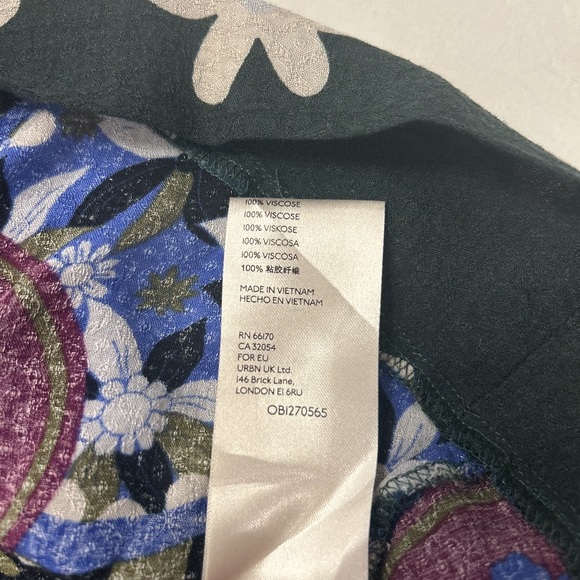 100% VISCOSE
100% VISCOSE
100% VISKOSE
100% VISCOSA
100% VISCOSA
100% 粘胶纤维
MADE IN VIETNAM
HECHO EN VIETNAM
RN 66170
CA 32054
FOR EU
URBN UK Ltd.
146 Brick Lane,
LONDON E1 6RU
OB1270565